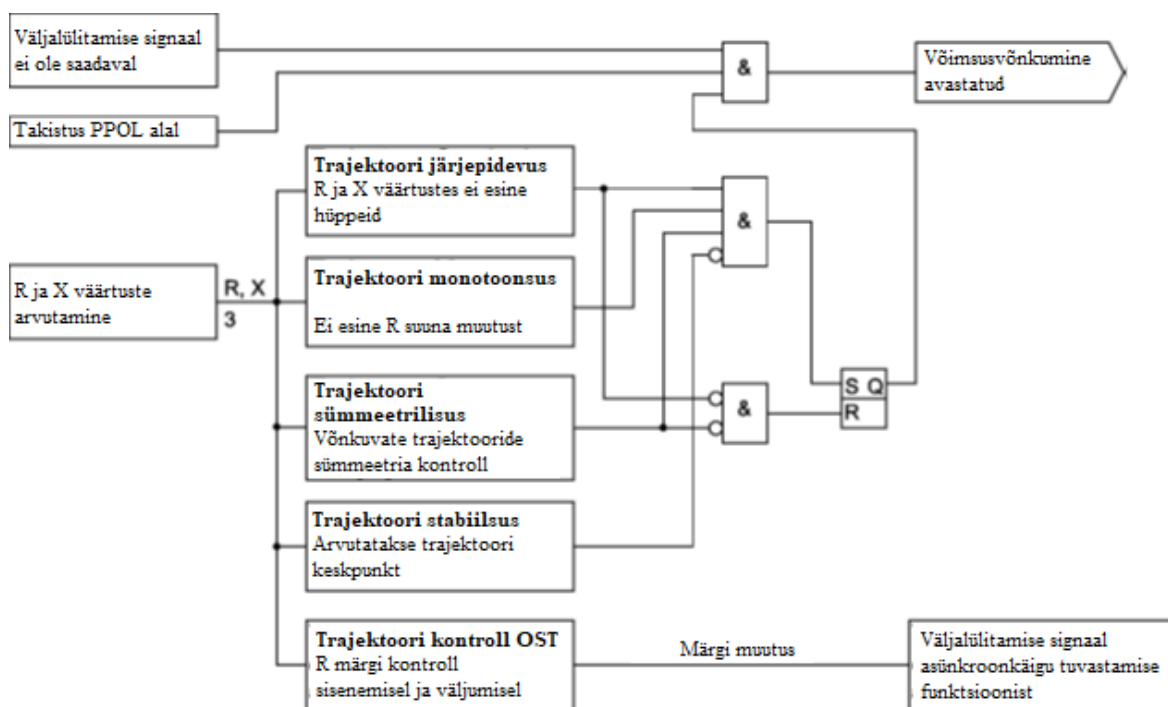 Väljalülitamise signaal
ei ole saadaval
&
Võimsusvõnkumine
avastatud
Takistus PPOL alal
Trajektoori järjepidevus
R ja X väärtustes ei esine
hüppeid
&
R ja X väärtuste
arvutamine
R, X
3
Trajektoori monotoonsus
Ei esine R suuna muutust
Trajektoori
sümmeetrilisus
Võnkuvate trajektooride
sümmeetria kontroll
&
S Q
R
Trajektoori stabiilsus
Arvutatakse trajektoori
keskpunkt
Trajektoori kontroll OST
R märgi kontroll
sisenemisel ja väljumisel
Märgi muutus
Väljalülitamise signaal
asünkroonkäigu tuvastamise
funktsioonist